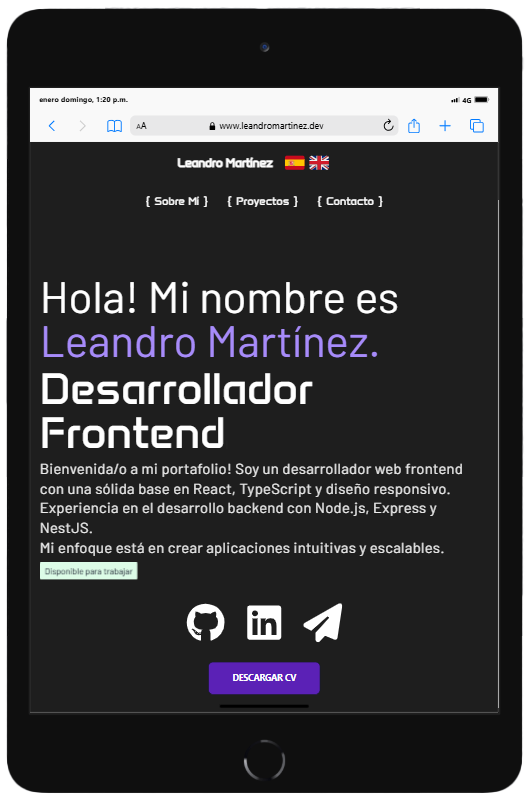 enero domingo, 1:20 p.m.
4G
AA
www.leandromartinez.dev
Leandro Martínez
{ Sobre Mí } { Proyectos } { Contacto }
Hola! Mi nombre es
Leandro Martínez.
Desarrollador
Frontend
Bienvenida/o a mi portafolio! Soy un desarrollador web frontend
con una sólida base en React, TypeScript y diseño responsivo.
Experiencia en el desarrollo backend con Node.js, Express y
NestJS.
Mi enfoque está en crear aplicaciones intuitivas y escalables.
Disponible para trabajar
in
DESCARGAR CV